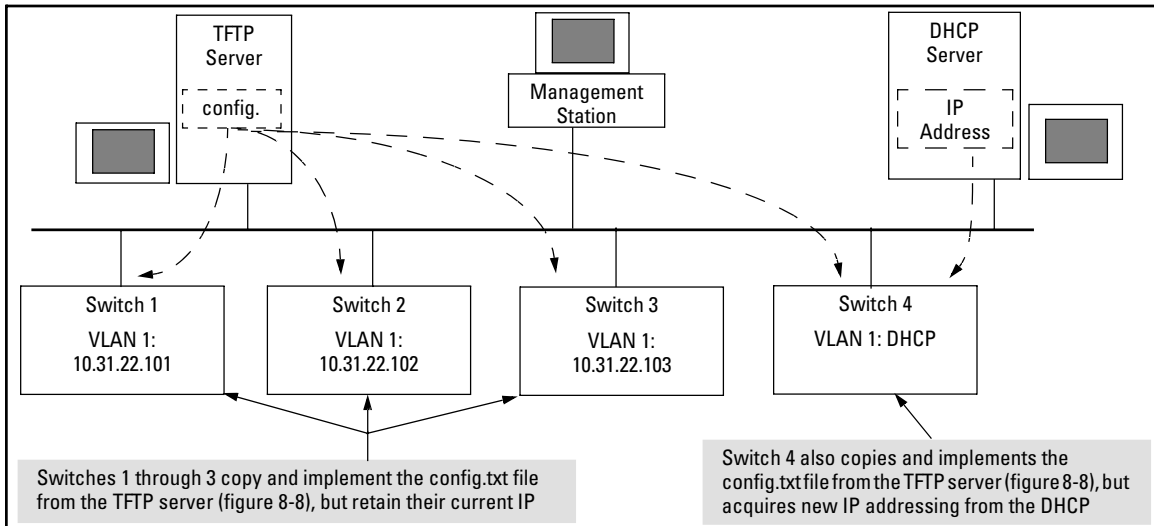 TFTP
Server
config.
Management
Station
DHCP
Server
IP
Address
Switch 1
VLAN 1:
10.31.22.101
Switch 2
VLAN 1:
10.31.22.102
Switch 3
VLAN 1:
10.31.22.103
Switch 4
VLAN 1: DHCP
Switches 1 through 3 copy and implement the config.txt file
from the TFTP server (figure 8-8), but retain their current IP
Switch 4 also copies and implements the
config.txt file from the TFTP server (figure 8-8), but
acquires new IP addressing from the DHCP